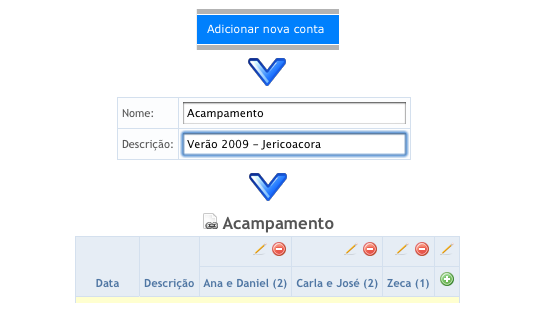 Adicionar nova conta
Nome: Acampamento
Descrição: Verão 2009 - Jericoacora
Acampamento
Data Descrição Ana e Daniel (2) Carla e José (2) Zeca (1)